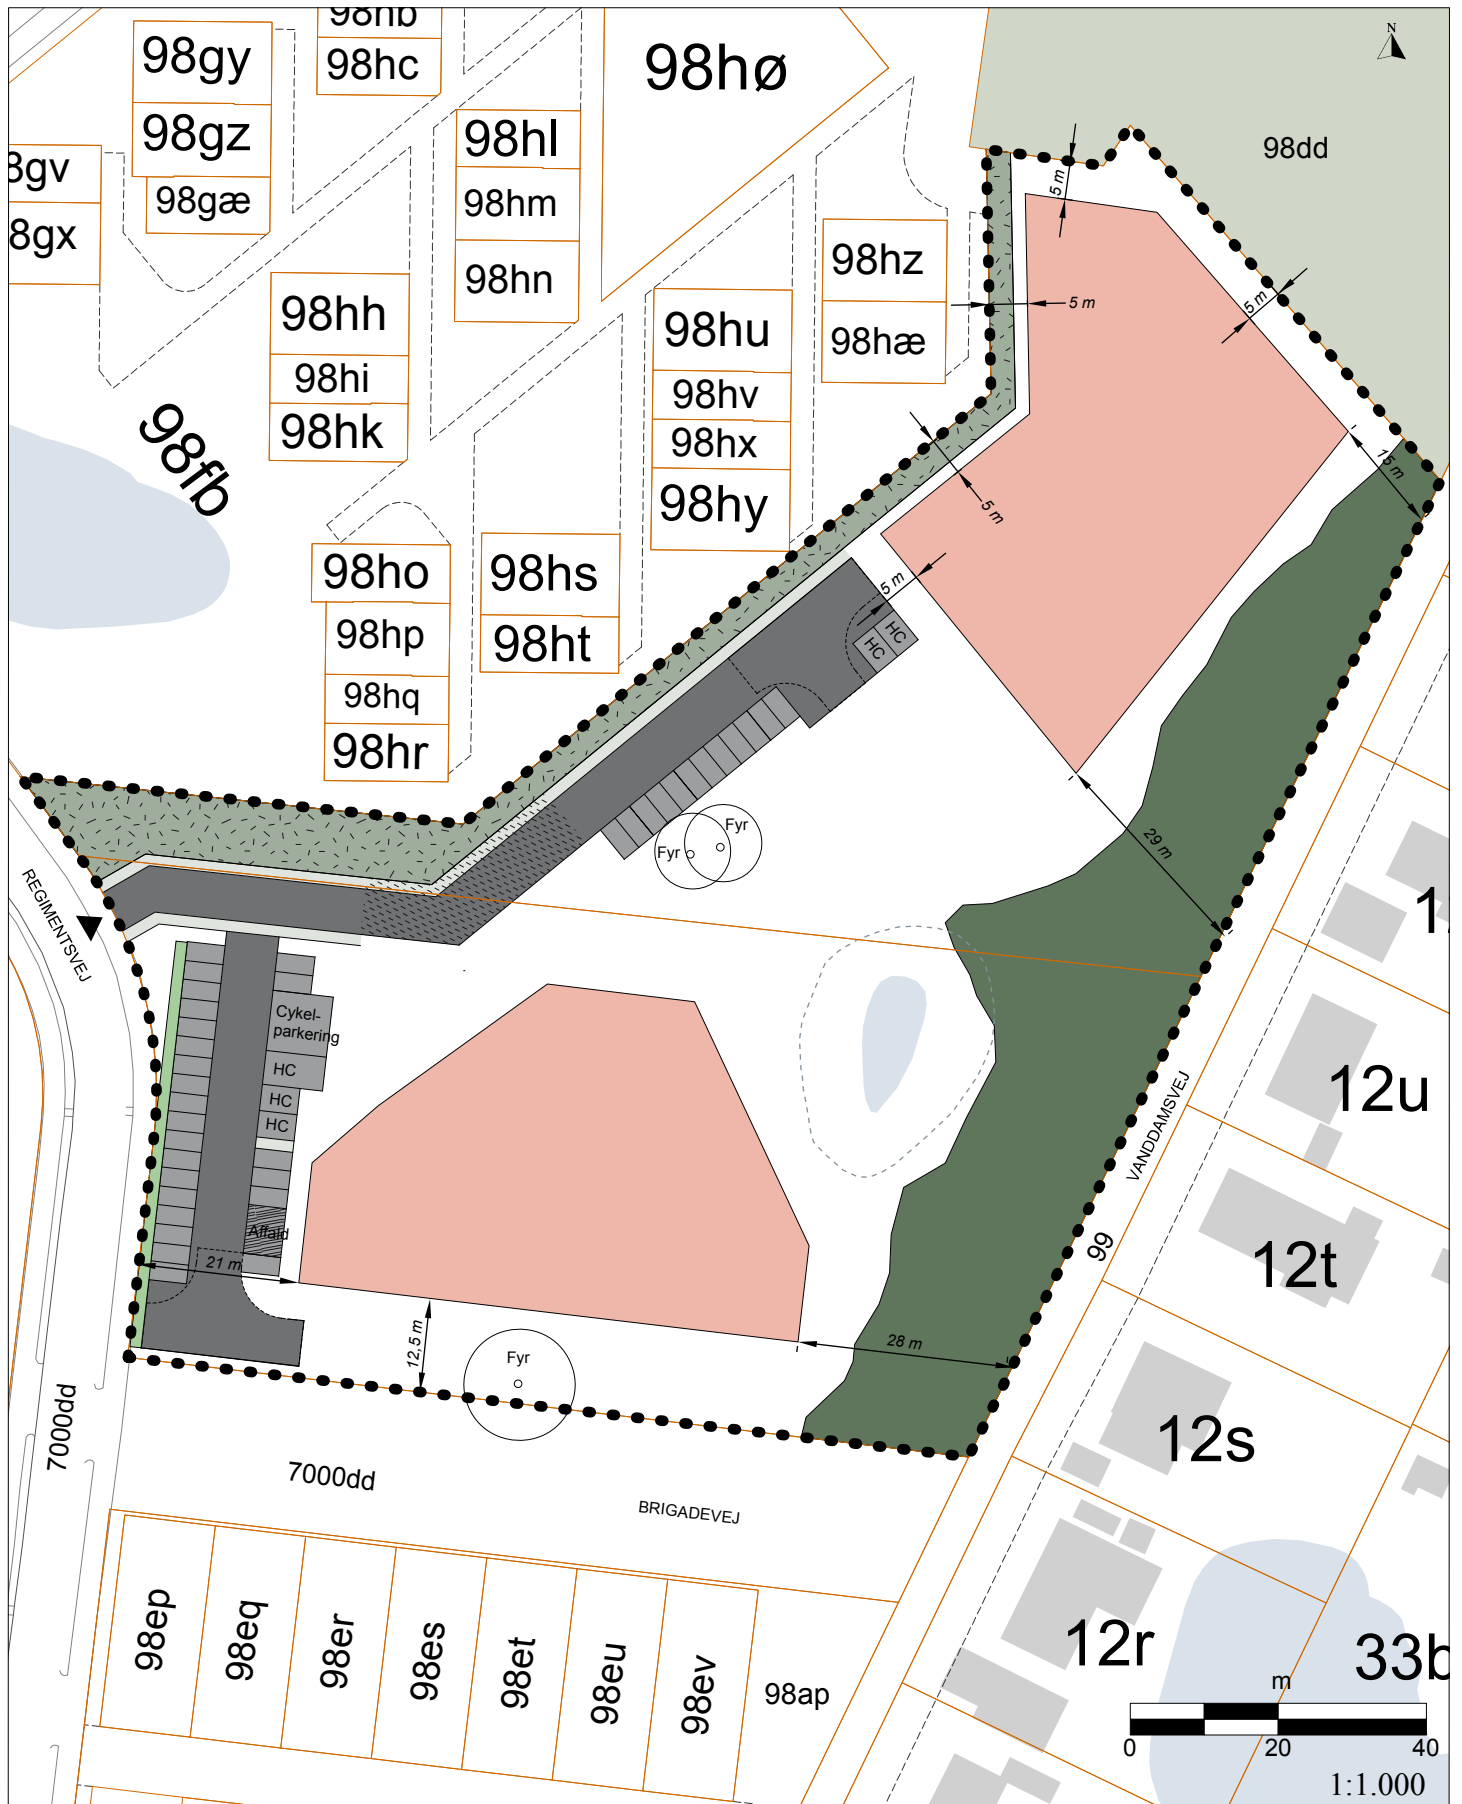 98hb
98hc
98gy
98gz
98gæ
8gv
8gx
98hl
98hm
98hn
98hø
N
98dd
5 m
98hz
98hæ
5 m
5 m
98hh
98hi
98hk
98hu
98hv
98hx
98hy
98fb
15 m
5 m
98ho
98hp
98hq
98hr
98hs
98ht
5 m
HC
HC
Fyr
Fyr
29 m
REGIMENTSVEJ
Cykel-
parkering
HC
HC
HC
Affald
21 m
12,5 m
Fyr
28 m
VANDDAMSVEJ
99
12u
12t
12s
12r
33b
7000dd
7000dd
BRIGADEVEJ
98ep
98eq
98er
98es
98et
98eu
98ev
98ap
m
0 20 40
1:1.000